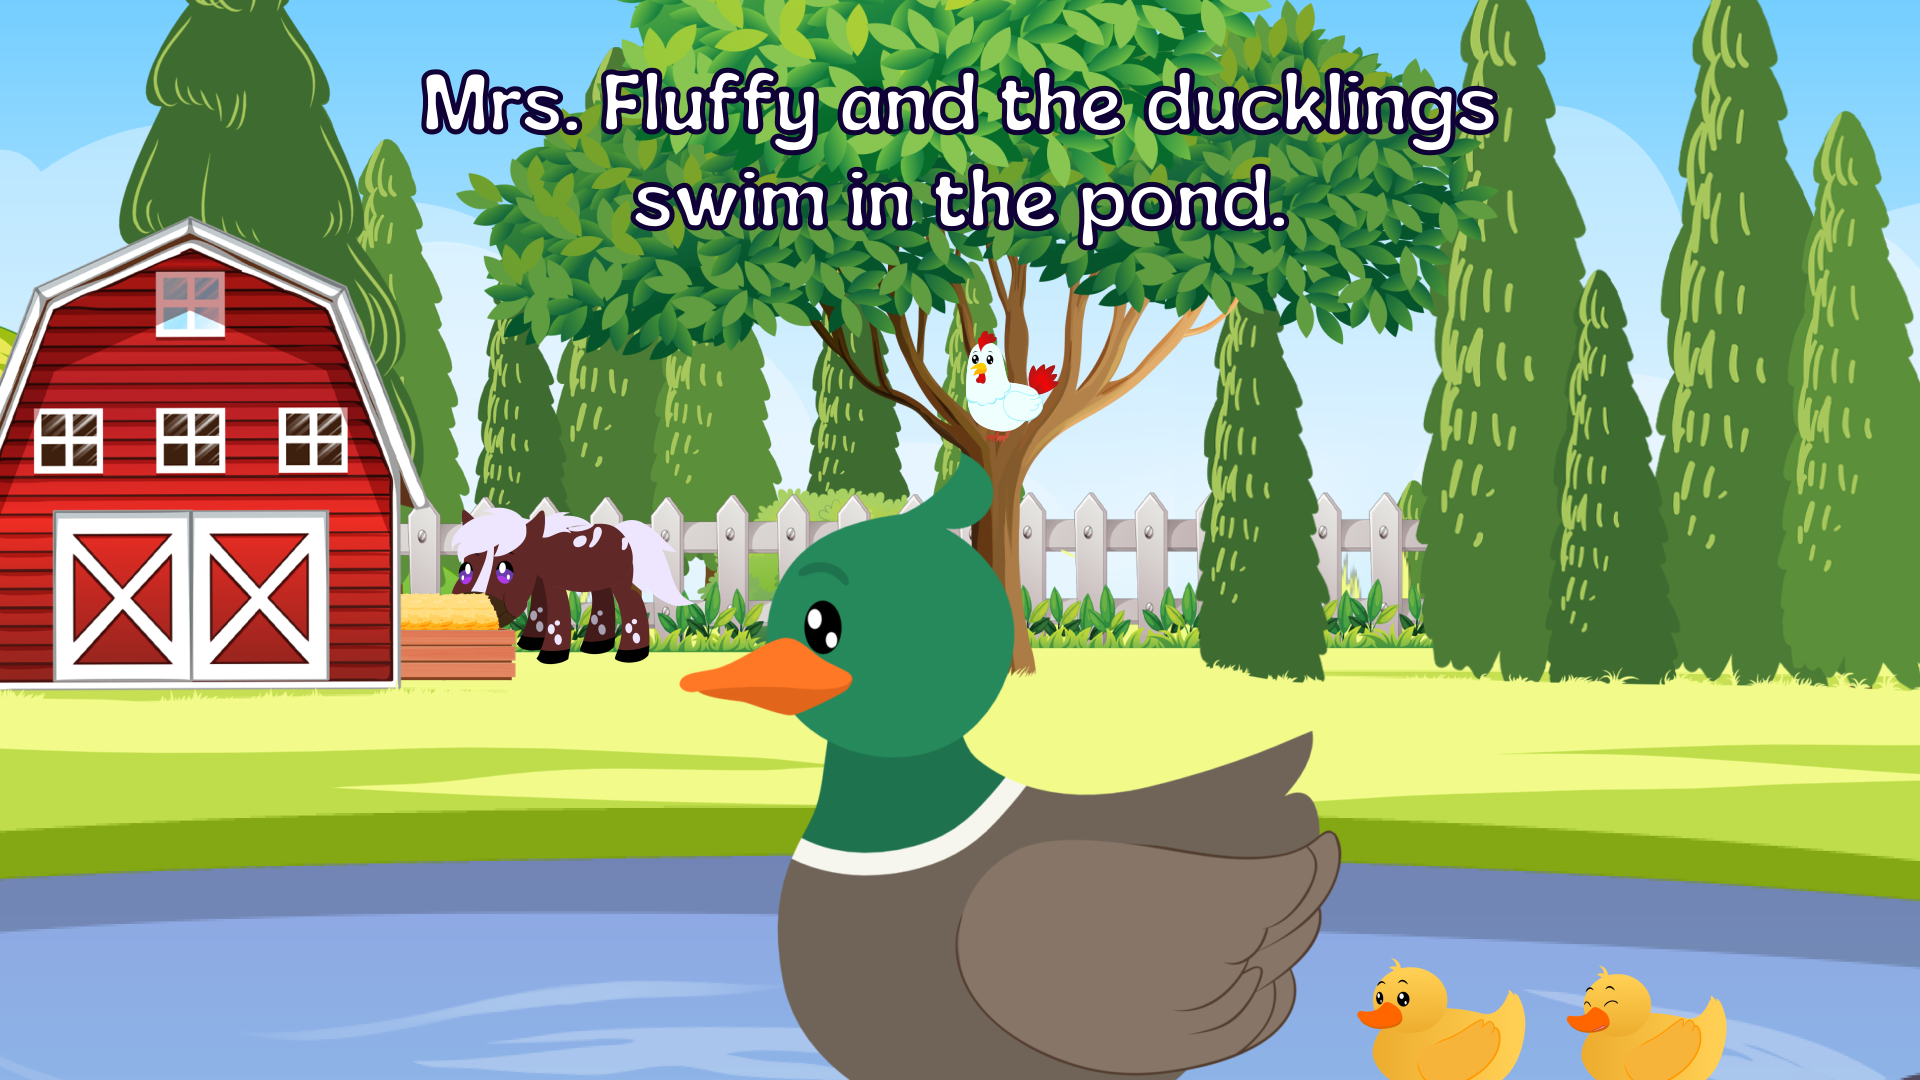 Mrs. Fluffy and the ducklings
swim in the pond.